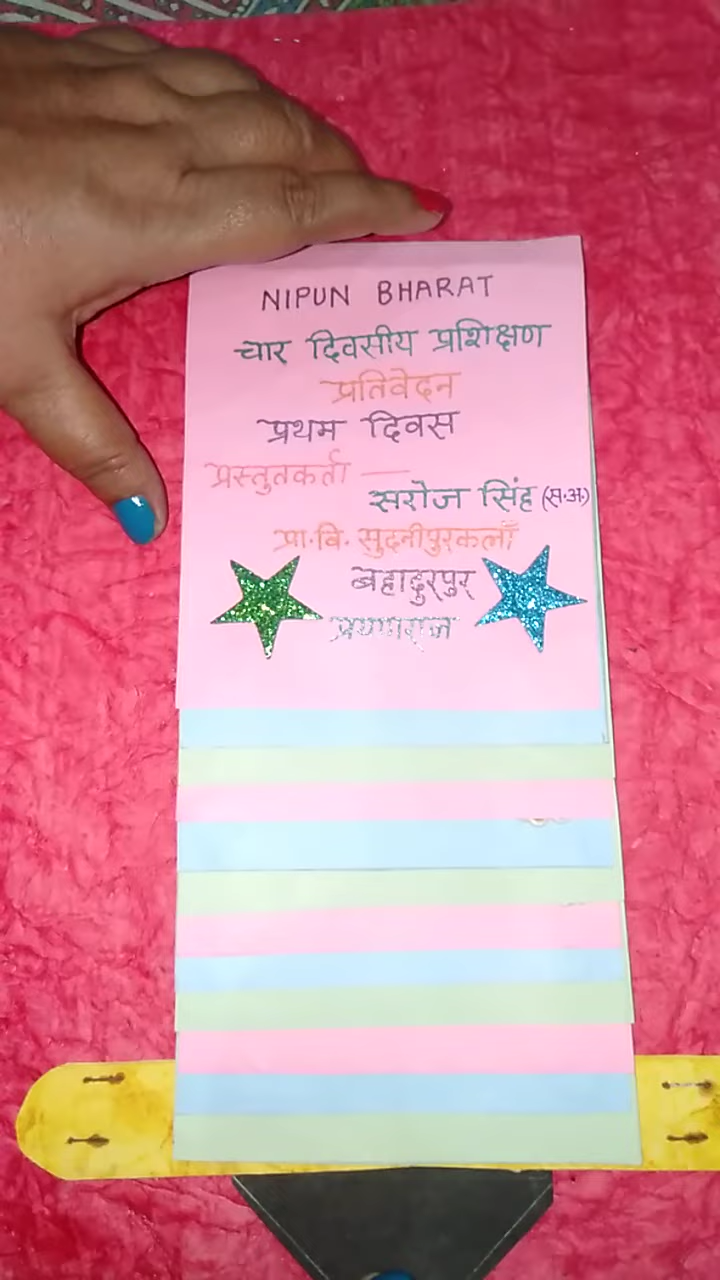 NIPUN BHARAT
चार दिवसीय प्रशिक्षण
प्रतिवेदन
प्रथम दिवस
प्रस्तुतकर्ता —
सरोज सिंह (स.अ.)
प्रा.वि. सुदनीपुरकलाँ
बहादुरपुर
प्रयागराज